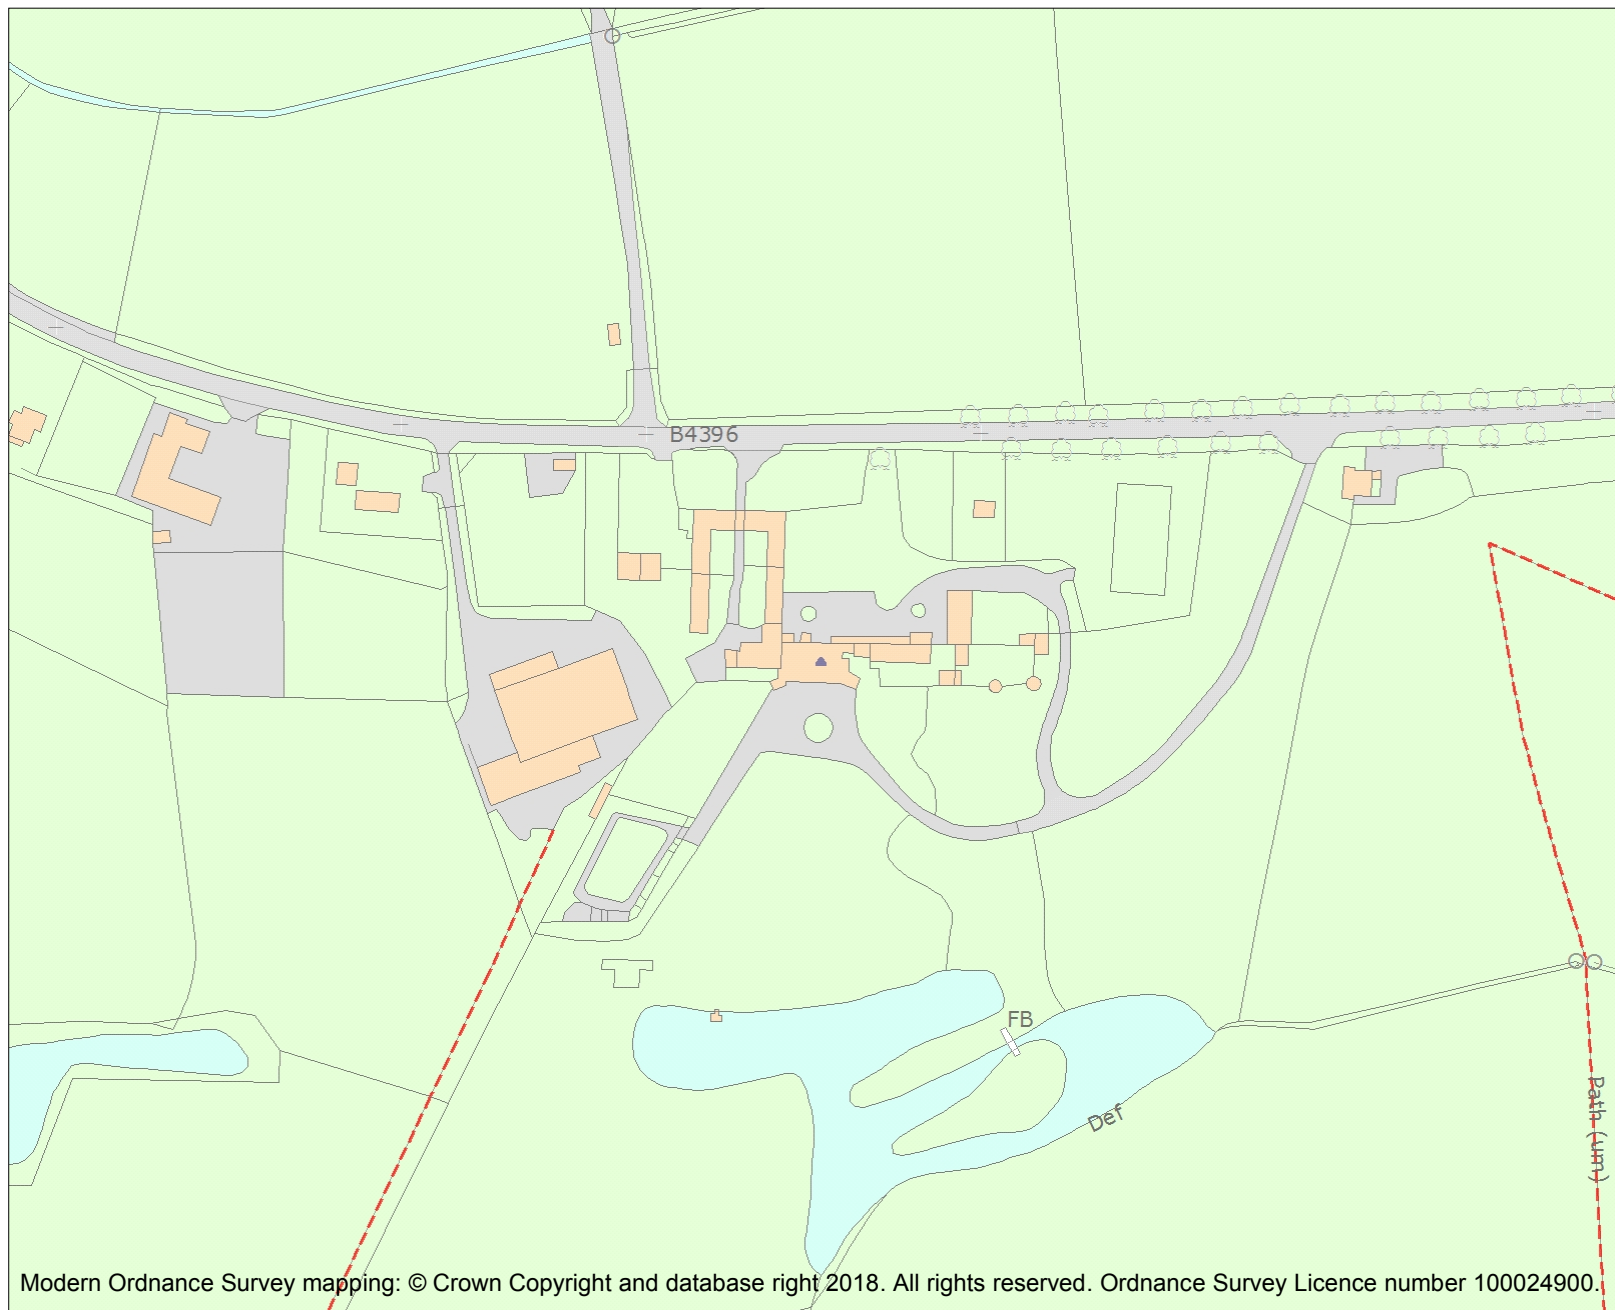 B4396
FB
Def
Path (um)
Modern Ordnance Survey mapping: © Crown Copyright and database right 2018. All rights reserved. Ordnance Survey Licence number 100024900.